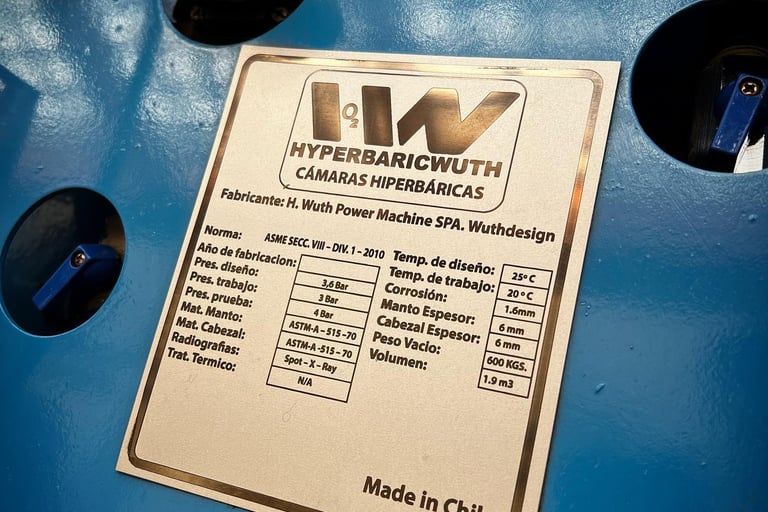 HO2W
HYPERBARICWUTH
CÁMARAS HIPERBÁRICAS
Fabricante: H. Wuth Power Machine SPA. Wuthdesign
Norma: ASME SECC. VIII – DIV. 1 – 2010
Año de fabricacion:
Pres. diseño: 3,6 Bar
Pres. trabajo: 3 Bar
Pres. prueba: 4 Bar
Mat. Manto: ASTM-A – 515 –70
Mat. Cabezal: ASTM-A -515 -70
Radiografias: Spot – X – Ray
Trat. Termico: N/A
Temp. de diseño: 25º C
Temp. de trabajo: 20 º C
Corrosión: 1.6mm
Manto Espesor: 6 mm
Cabezal Espesor: 6 mm
Peso Vacio: 600 KGS.
Volumen: 1.9 m3
Made in Chil